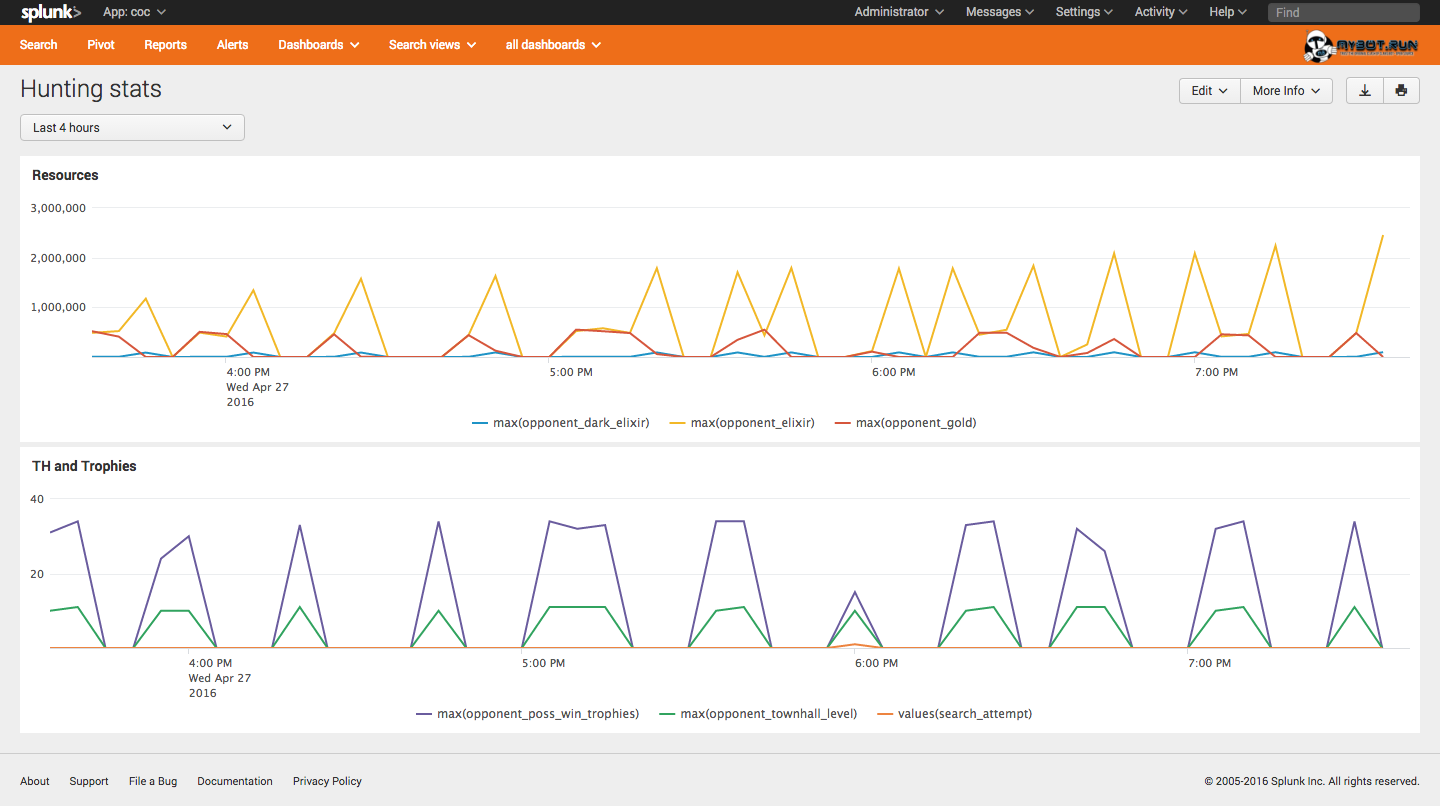 splunk> App: coc Administrator Messages Settings Activity Help Find
Search Pivot Reports Alerts Dashboards Search views all dashboards MYBOT.RUN
Hunting stats
Edit More Info
Last 4 hours
Resources
3,000,000
2,000,000
1,000,000
4:00 PM 5:00 PM 6:00 PM 7:00 PM
Wed Apr 27
2016
max(opponent_dark_elixir) max(opponent_elixir) max(opponent_gold)
TH and Trophies
40
20
4:00 PM 5:00 PM 6:00 PM 7:00 PM
Wed Apr 27
2016
max(opponent_poss_win_trophies) max(opponent_townhall_level) values(search_attempt)
About Support File a Bug Documentation Privacy Policy © 2005-2016 Splunk Inc. All rights reserved.